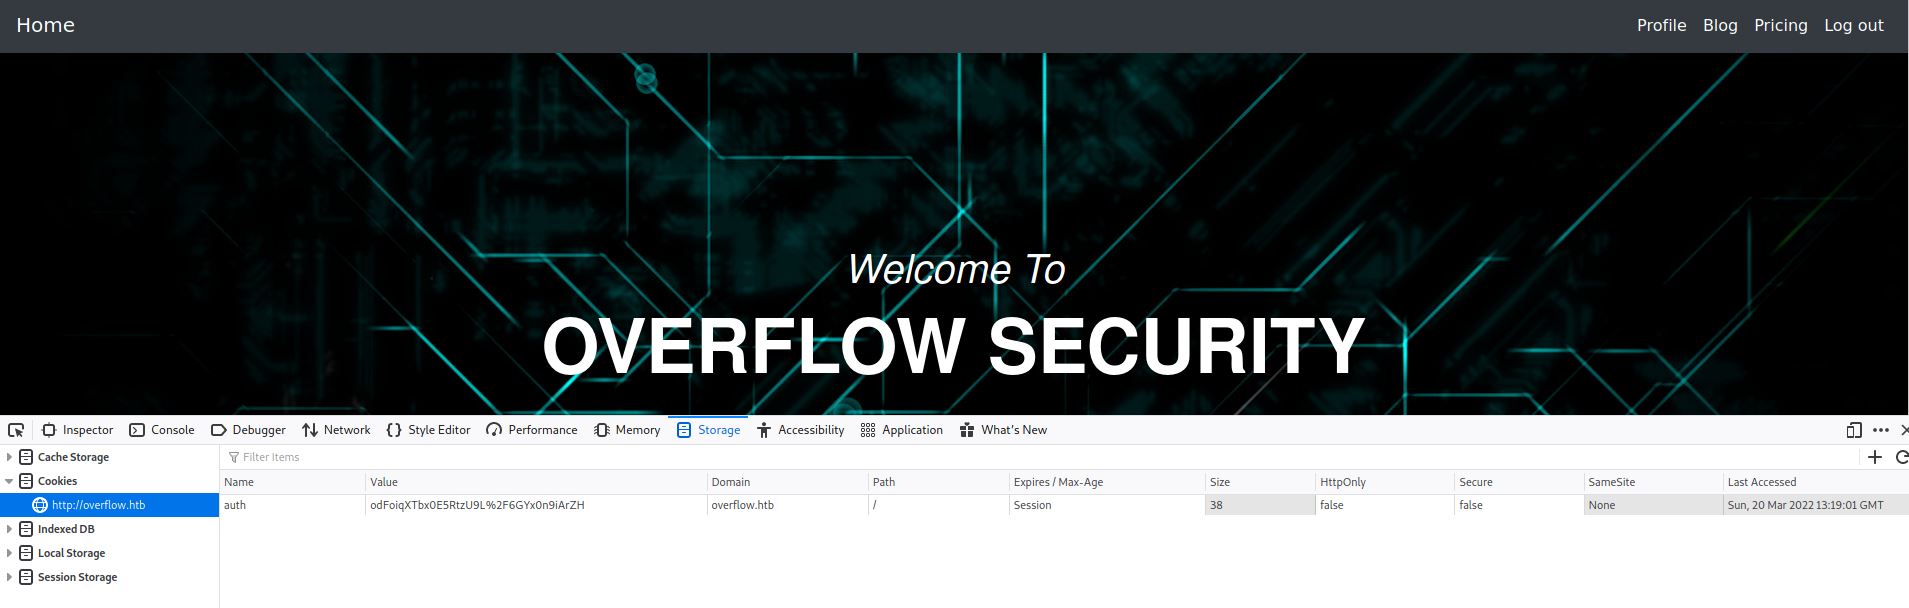 Home Profile Blog Pricing Log out
Welcome To
OVERFLOW SECURITY
Inspector Console Debugger Network Style Editor Performance Memory Storage Accessibility Application What's New
Cache Storage
Filter Items
Cookies
Name Value Domain Path Expires / Max-Age Size HttpOnly Secure SameSite Last Accessed
http://overflow.htb
auth odFoiqXTbx0E5RtzU9L%2F6GYx0n9iArZH overflow.htb / Session 38 false false None Sun, 20 Mar 2022 13:19:01 GMT
Indexed DB
Local Storage
Session Storage